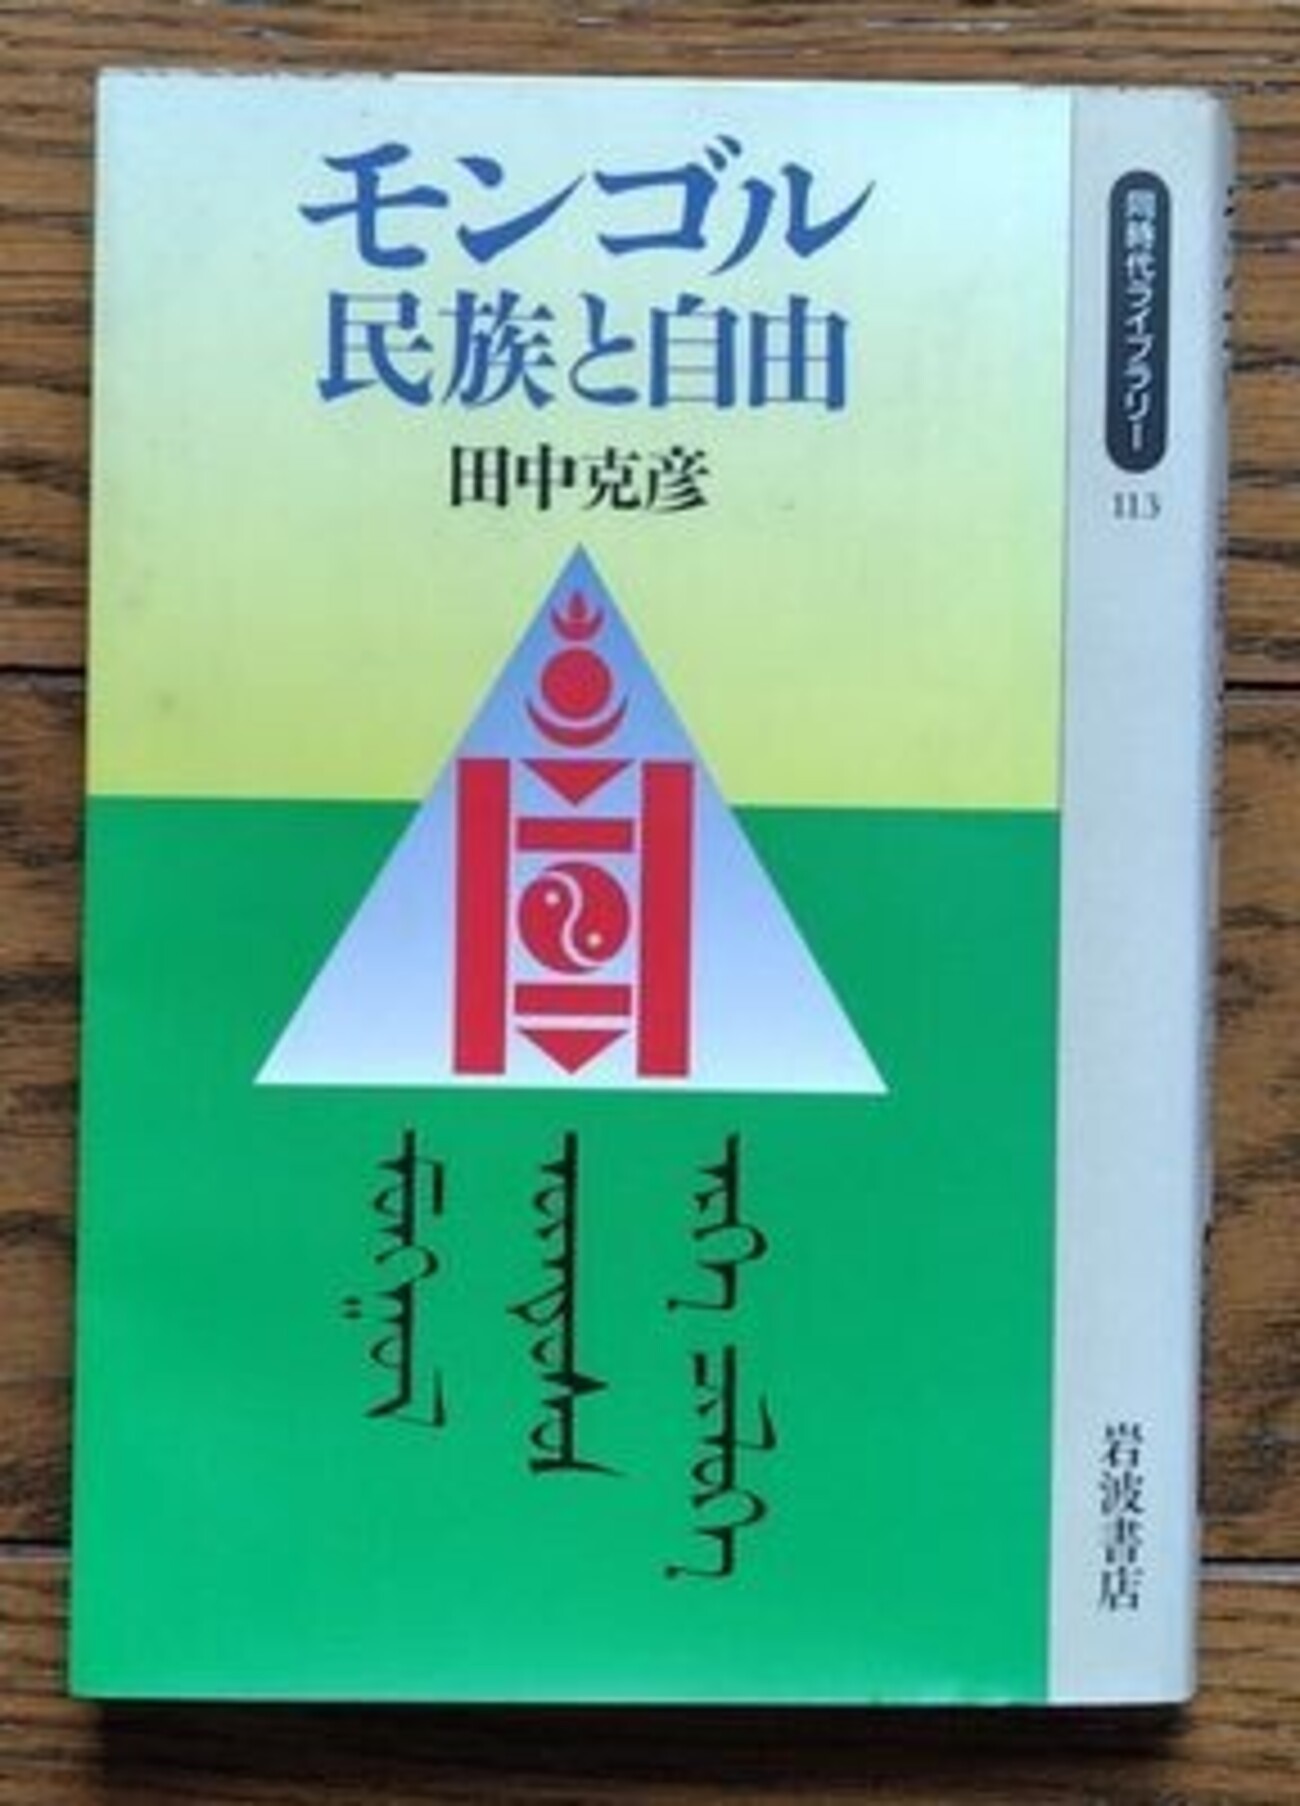 モンゴル
民族と自由
田中克彦
同時代ライブラリー
113
岩波書店